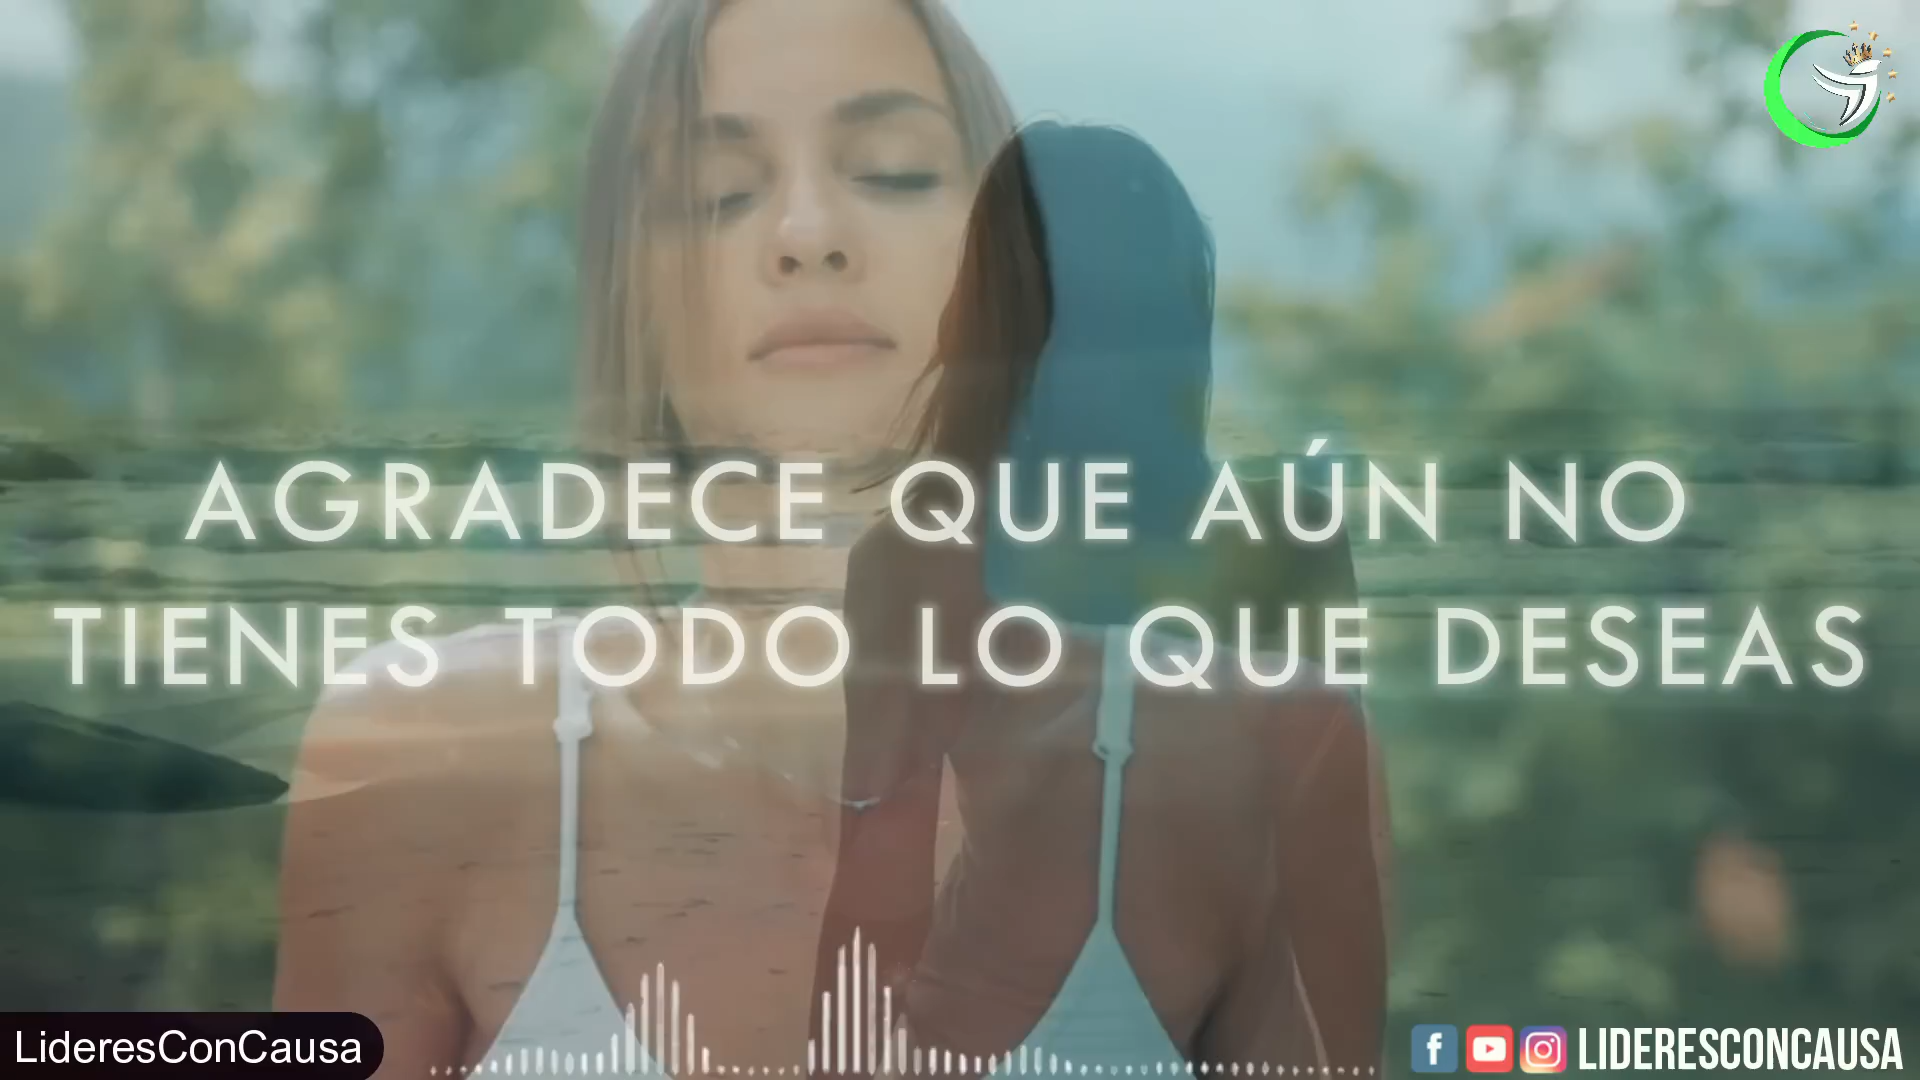 AGRADECE QUE AÚN NO
TIENES TODO LO QUE DESEAS
LideresConCausa
LIDERESCONCAUSA